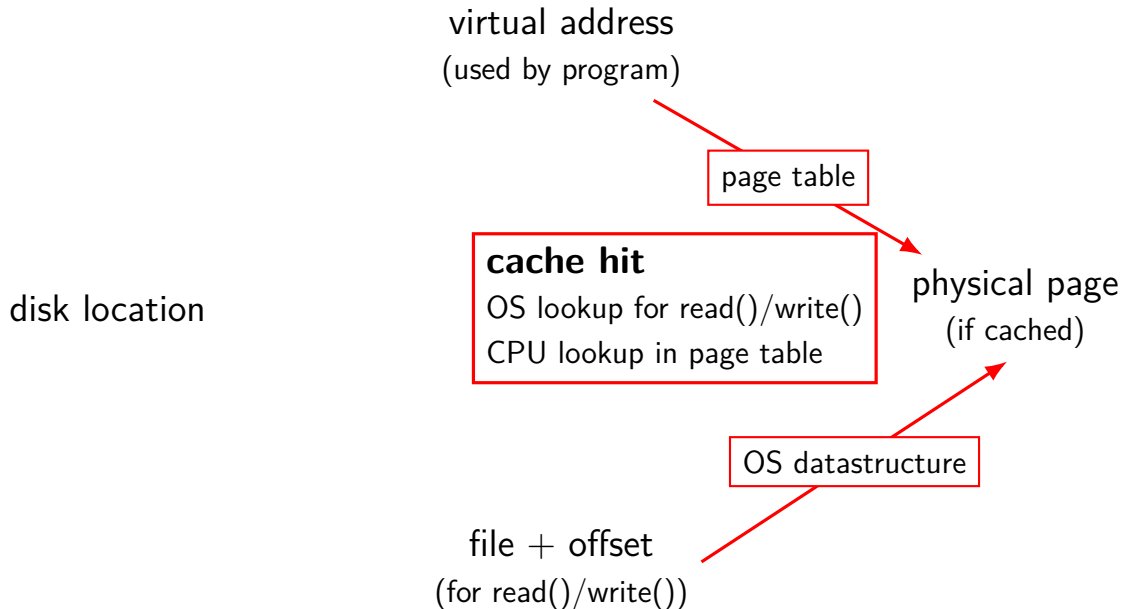 virtual address
(used by program)
page table
cache hit
OS lookup for read()/write()
CPU lookup in page table
disk location
physical page
(if cached)
OS datastructure
file + offset
(for read()/write())